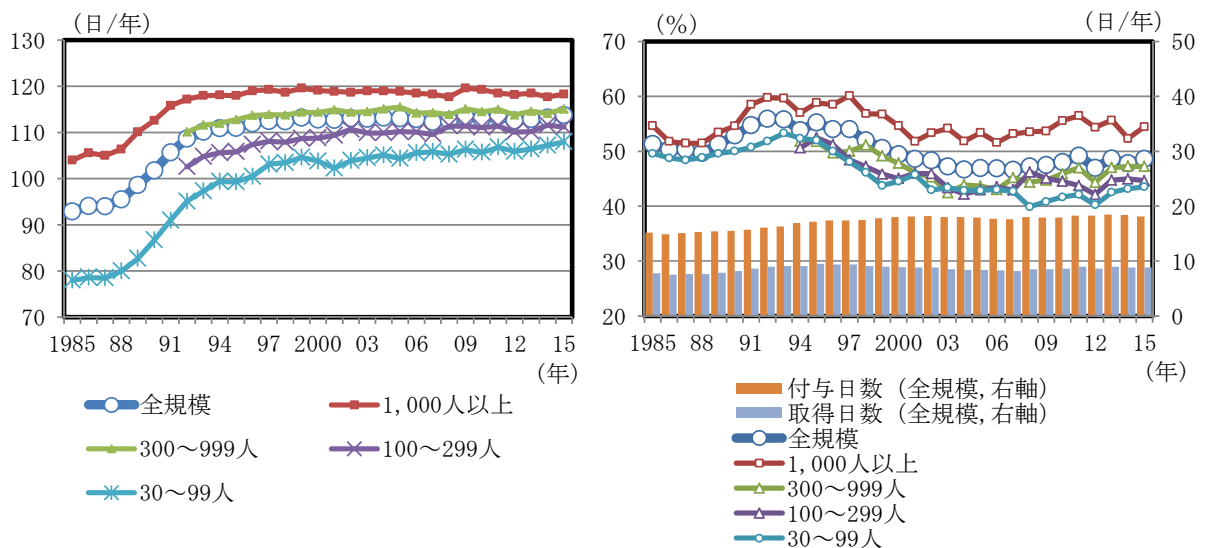 (日/年)
130
120
110
100
90
80
70
1985 88 91 94 97 2000 03 06 09 12 15
(年)
全規模
1,000人以上
300～999人
100～299人
30～99人
(%)
(日/年)
70
60
50
40
30
20
50
40
30
20
10
0
1985 88 91 94 97 2000 03 06 09 12 15
(年)
付与日数 (全規模,右軸)
取得日数 (全規模,右軸)
全規模
1,000人以上
300～999人
100～299人
30～99人